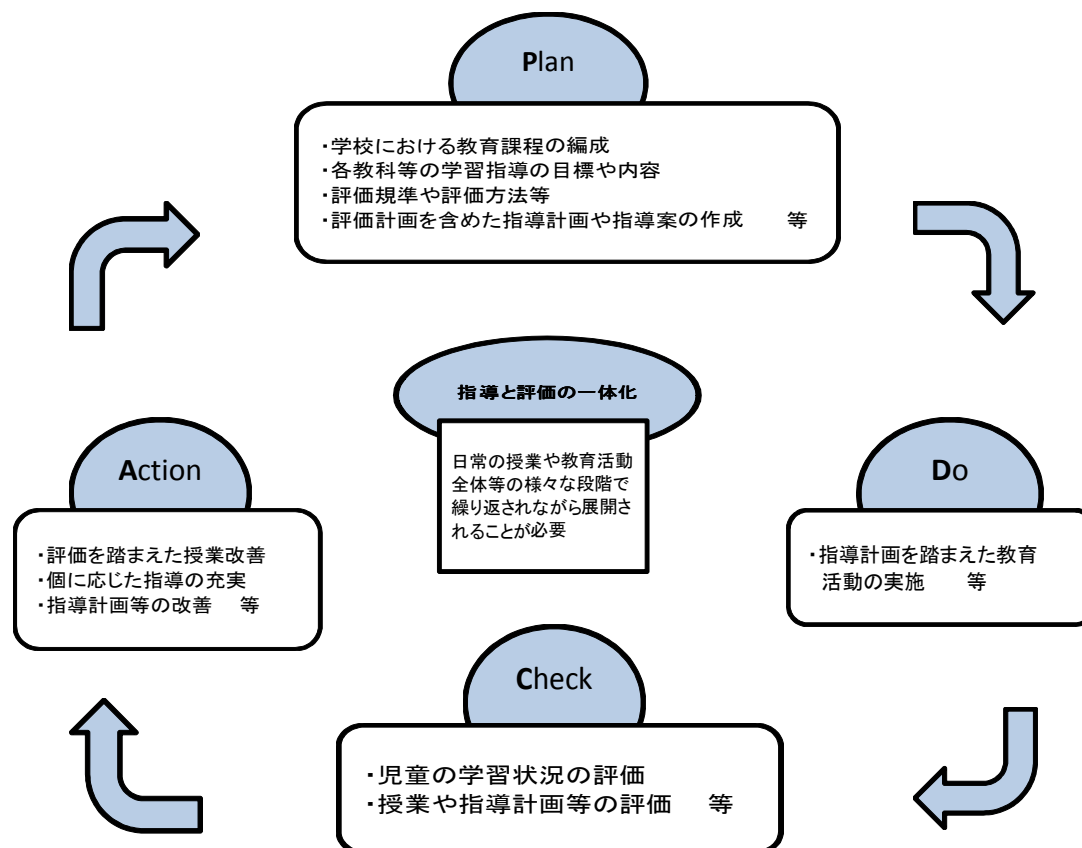 Plan
・学校における教育課程の編成
・各教科等の学習指導の目標や内容
・評価規準や評価方法等
・評価計画を含めた指導計画や指導案の作成　等
指導と評価の一体化
日常の授業や教育活動
全体等の様々な段階で
繰り返されながら展開さ
れることが必要
Action
・評価を踏まえた授業改善
・個に応じた指導の充実
・指導計画等の改善　等
Do
・指導計画を踏まえた教育
活動の実施　等
Check
・児童の学習状況の評価
・授業や指導計画等の評価　等